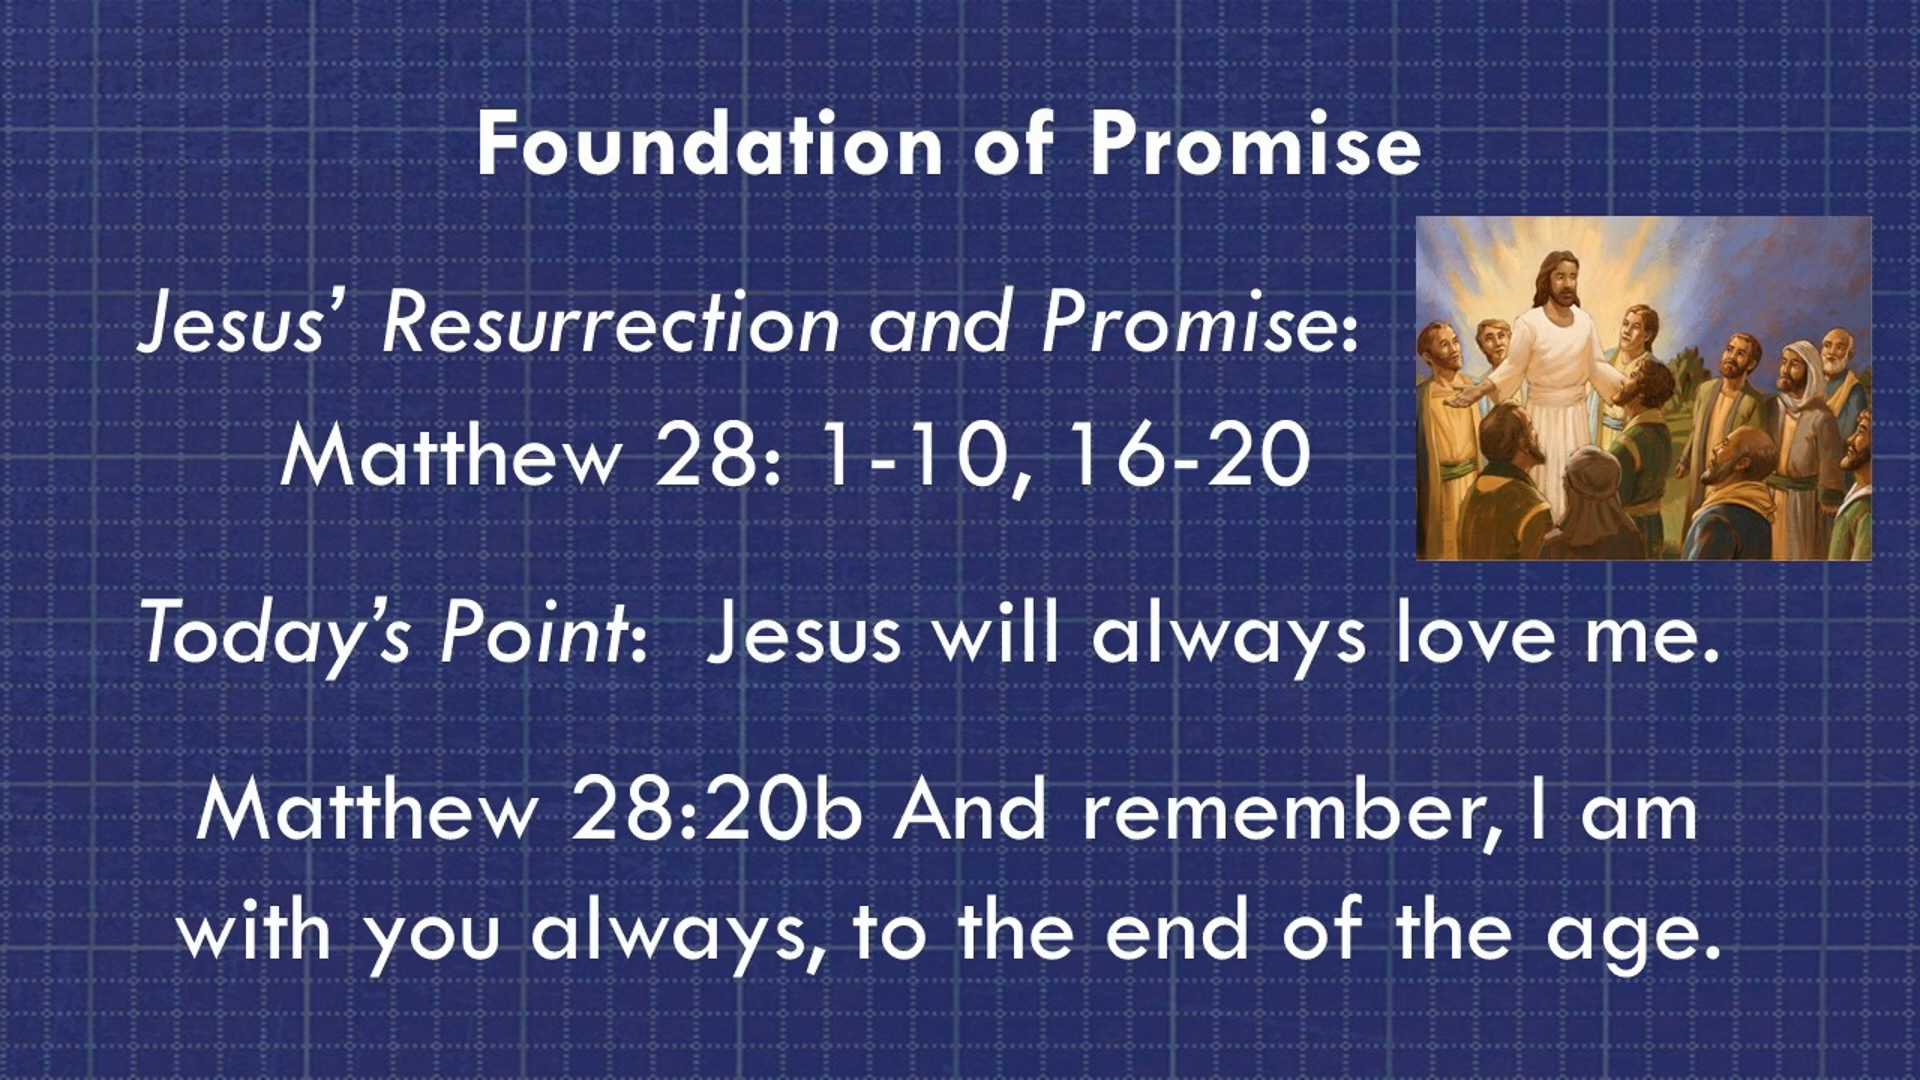 Foundation of Promise
Jesus’ Resurrection and Promise:
Matthew 28: 1-10, 16-20
Today’s Point: Jesus will always love me.
Matthew 28:20b And remember, I am
with you always, to the end of the age.